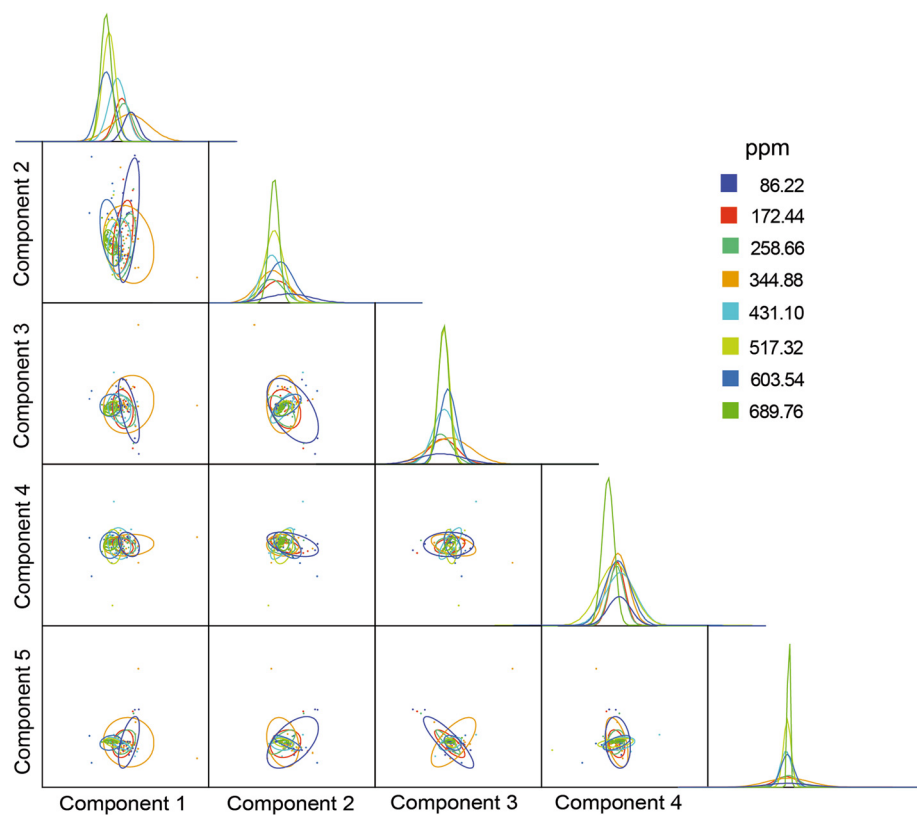 ppm
86.22
172.44
258.66
344.88
431.10
517.32
603.54
689.76
Component 2
Component 3
Component 4
Component 5
Component 1
Component 2
Component 3
Component 4